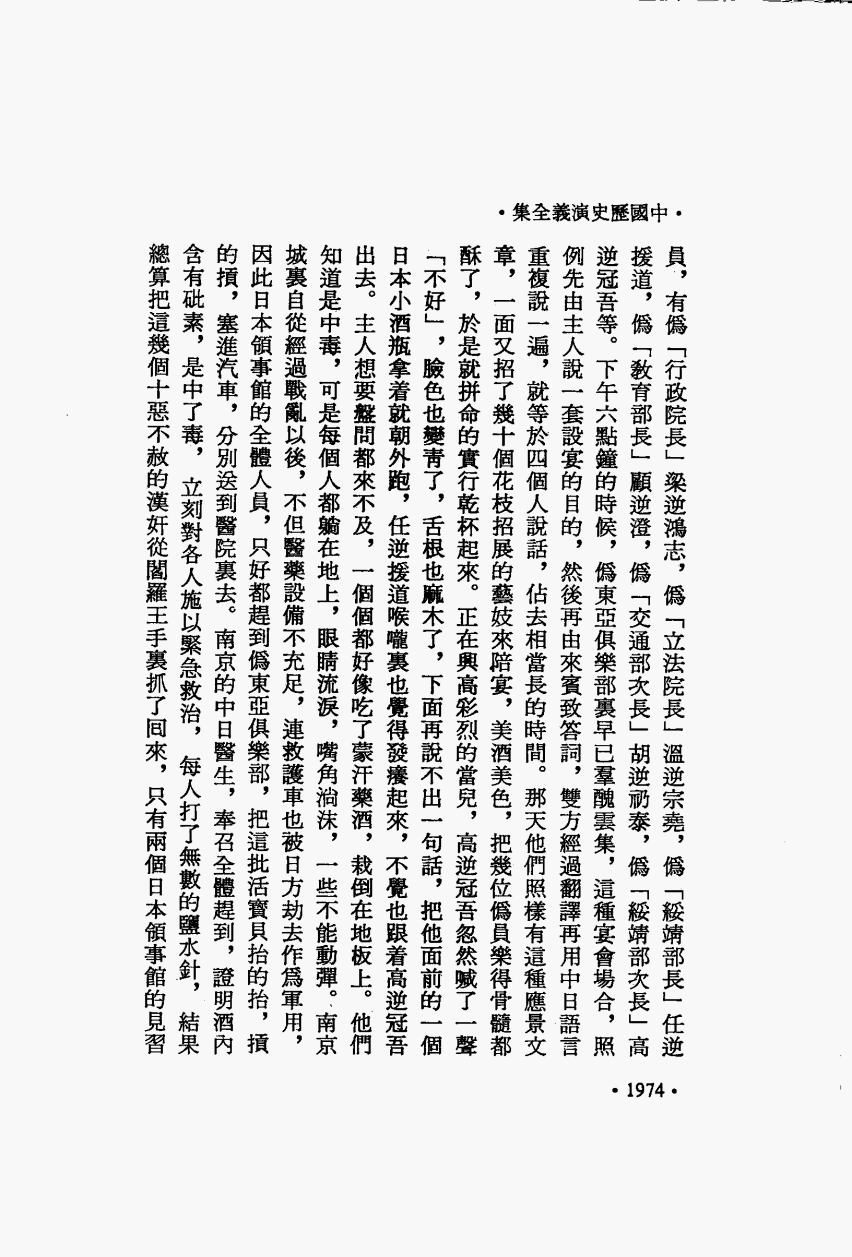 •中國歷史演義全集•
員，有僞「行政院長」梁逆鴻志，僞「立法院長」溫逆宗堯，僞「綏靖部長」任逆
援道，僞「教育部長」顧逆澄，僞「交通部次長」胡逆礽泰，僞「綏靖部次長」高
逆冠吾等。下午六點鐘的時候，僞東亞俱樂部裏早已羣醜雲集，這種宴會場合，照
例先由主人說一套設宴的目的，然後再由來賓致答詞，雙方經過翻譯再用中日語言
重複說一遍，就等於四個人說話，佔去相當長的時間。那天他們照樣有這種應景文
章，一面又招了幾十個花枝招展的藝妓來陪宴，美酒美色，把幾位僞員樂得骨髓都
酥了，於是就拼命的實行乾杯起來。正在興高彩烈的當兒，高逆冠吾忽然喊了一聲
「不好」，臉色也變青了，舌根也麻木了，下面再說不出一句話，把他面前的一個
日本小酒瓶拿着就朝外跑，任逆援道喉嚨裏也覺得發癢起來，不覺也跟着高逆冠吾
出去。主人想要盤問都來不及，一個個都好像吃了蒙汗藥酒，栽倒在地板上。他們
知道是中毒，可是每個人都躺在地上，眼睛流淚，嘴角淌沫，一些不能動彈。南京
城裏自從經過戰亂以後，不但醫藥設備不充足，連救護車也被日方劫去作爲軍用，
因此日本領事館的全體人員，只好都趕到僞東亞俱樂部，把這批活寶貝抬的抬，摃
的摃，塞進汽車，分別送到醫院裏去。南京的中日醫生，奉召全體趕到，證明酒內
含有砒素，是中了毒，立刻對各人施以緊急救治，每人打了無數的鹽水針，結果
總算把這幾個十惡不赦的漢奸從閻羅王手裏抓了回來，只有兩個日本領事館的見習
•1974•